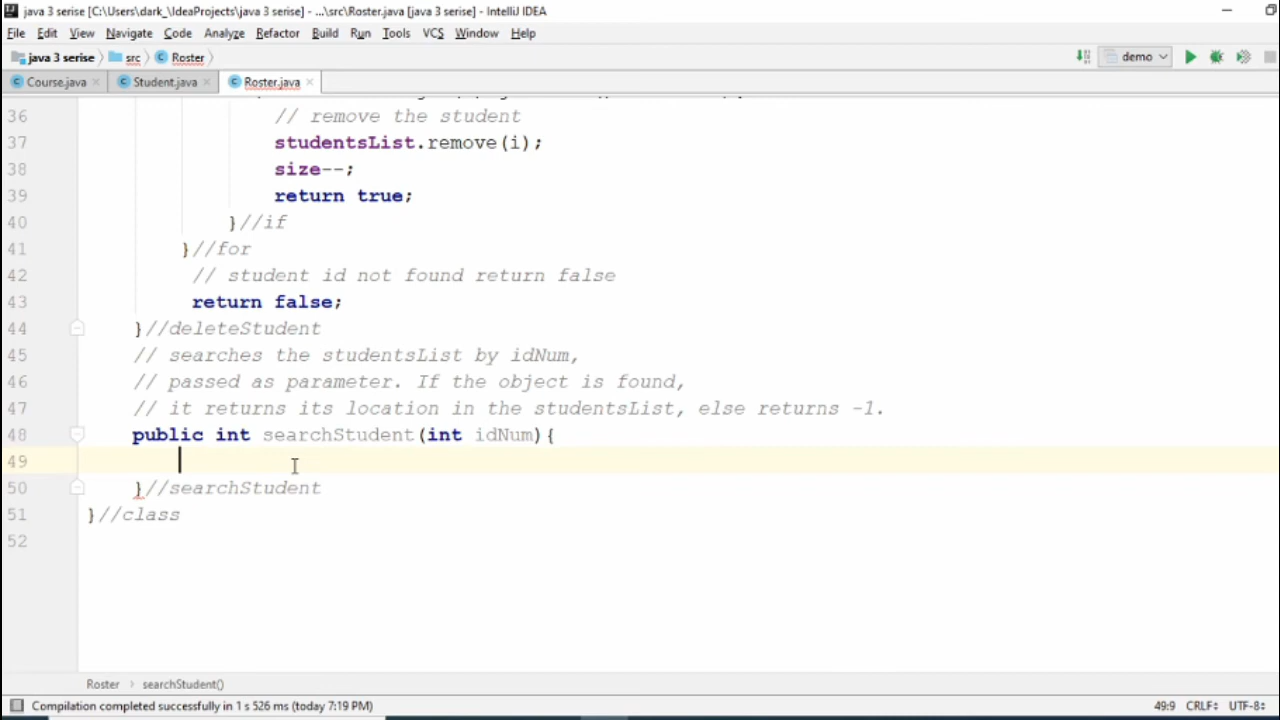 java 3 serise [C:\Users\dark_\IdeaProjects\java 3 serise] - ...\src\Roster.java [java 3 serise] - IntelliJ IDEA
File Edit View Navigate Code Analyze Refactor Build Run Tools VCS Window Help
java 3 serise src Roster demo
Course.java Student.java Roster.java
36 // remove the student
37 studentsList.remove(i);
38 size--;
39 return true;
40 }//if
41 }//for
42 // student id not found return false
43 return false;
44 }//deleteStudent
45 // searches the studentsList by idNum,
46 // passed as parameter. If the object is found,
47 // it returns its location in the studentsList, else returns -1.
48 public int searchStudent(int idNum){
49
50 }//searchStudent
51 }//class
52
Roster searchStudent()
Compilation completed successfully in 1 s 526 ms (today 7:19 PM) 49:9 CRLF UTF-8